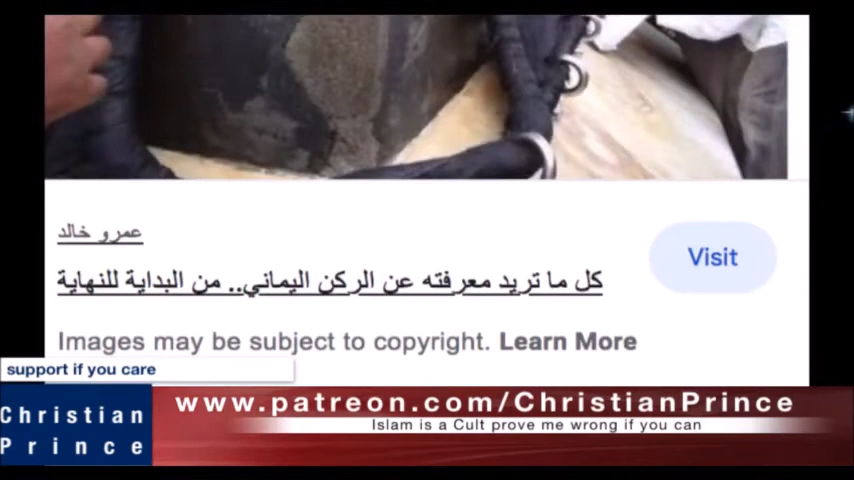 عمرو خالد
Visit
كل ما تريد معرفته عن الركن اليماني.. من البداية للنهاية
Images may be subject to copyright. Learn More
support if you care
Christian
Prince
www.patreon.com/ChristianPrince
Islam is a Cult prove me wrong if you can